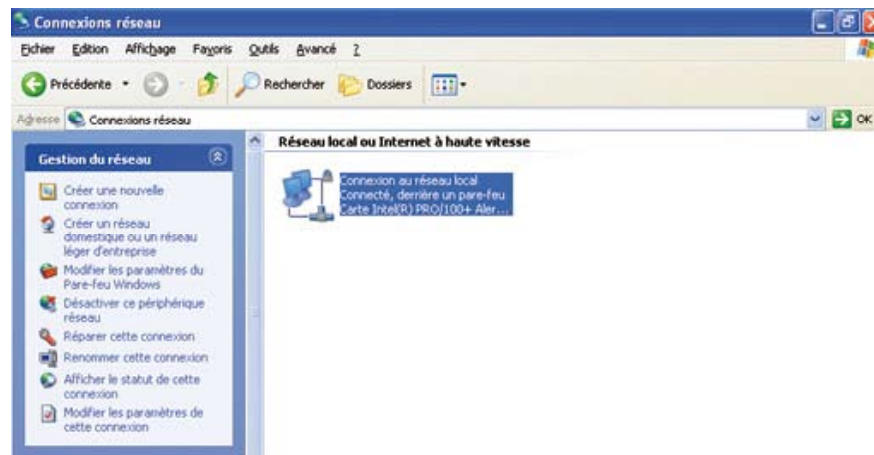 Connexions réseau
Fichier Edition Affichage Favoris Outils Avancé ?
Précédente Rechercher Dossiers
Adresse Connexions réseau OK
Gestion du réseau
Créer une nouvelle
connexion
Créer un réseau
domestique ou un réseau
léger d'entreprise
Modifier les paramètres du
Pare-feu Windows
Désactiver ce périphérique
réseau
Réparer cette connexion
Renommer cette connexion
Afficher le statut de cette
connexion
Modifier les paramètres de
cette connexion
Réseau local ou Internet à haute vitesse
Connexion au réseau local
Connecté, derrière un pare-feu
Carte Intel(R) PRO/100+ Aler...